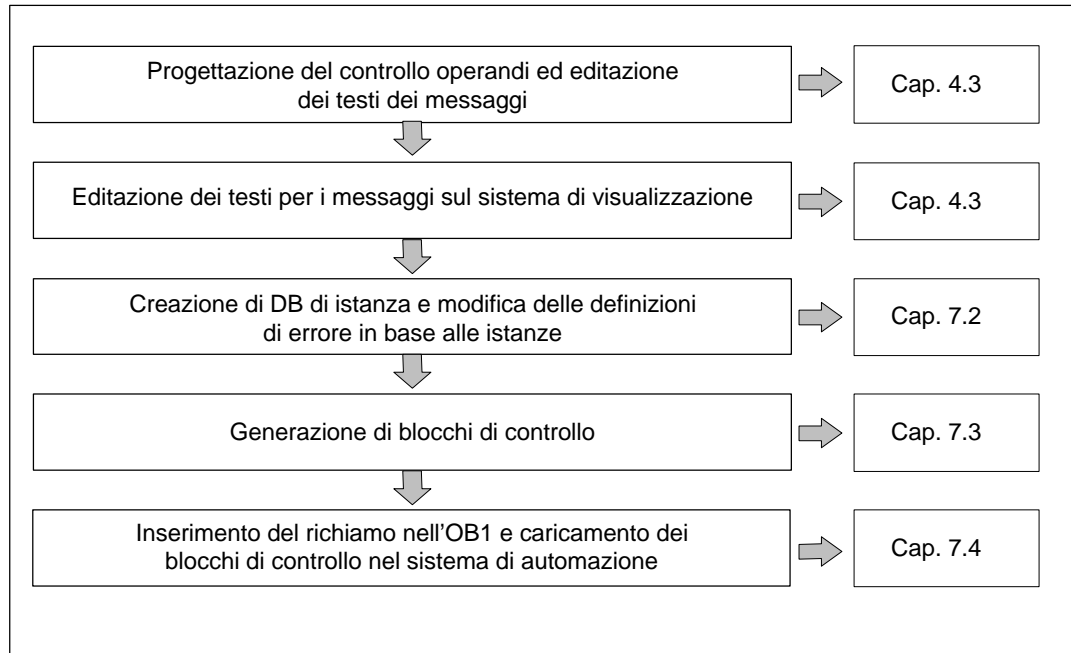 Progettazione del controllo operandi ed editazione
dei testi dei messaggi
Cap. 4.3
Editazione dei testi per i messaggi sul sistema di visualizzazione
Cap. 4.3
Creazione di DB di istanza e modifica delle definizioni
di errore in base alle istanze
Cap. 7.2
Generazione di blocchi di controllo
Cap. 7.3
Inserimento del richiamo nell’OB1 e caricamento dei
blocchi di controllo nel sistema di automazione
Cap. 7.4